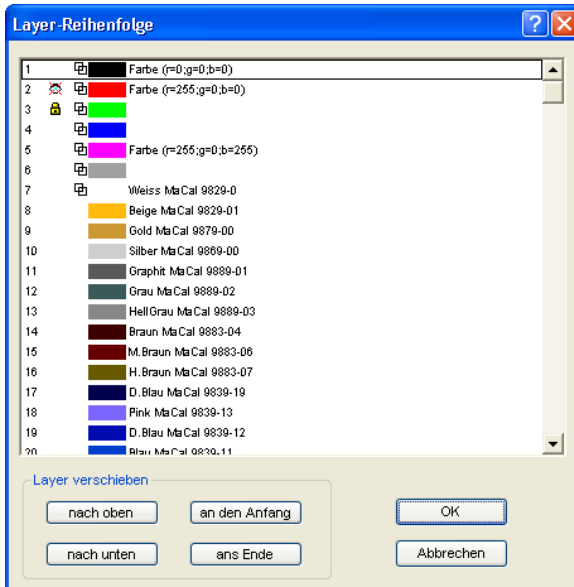 Layer-Reihenfolge
1 Farbe (r=0;g=0;b=0)
2 Farbe (r=255;g=0;b=0)
3
4
5 Farbe (r=255;g=0;b=255)
6
7 Weiss MaCal 9829-0
8 Beige MaCal 9829-01
9 Gold MaCal 9879-00
10 Silber MaCal 9869-00
11 Graphit MaCal 9889-01
12 Grau MaCal 9889-02
13 HellGrau MaCal 9889-03
14 Braun MaCal 9883-04
15 M.Braun MaCal 9883-06
16 H.Braun MaCal 9883-07
17 D.Blau MaCal 9839-19
18 Pink MaCal 9839-13
19 D.Blau MaCal 9839-12
20 Blau MaCal 9839-11
Layer verschieben
nach oben an den Anfang OK
nach unten ans Ende Abbrechen